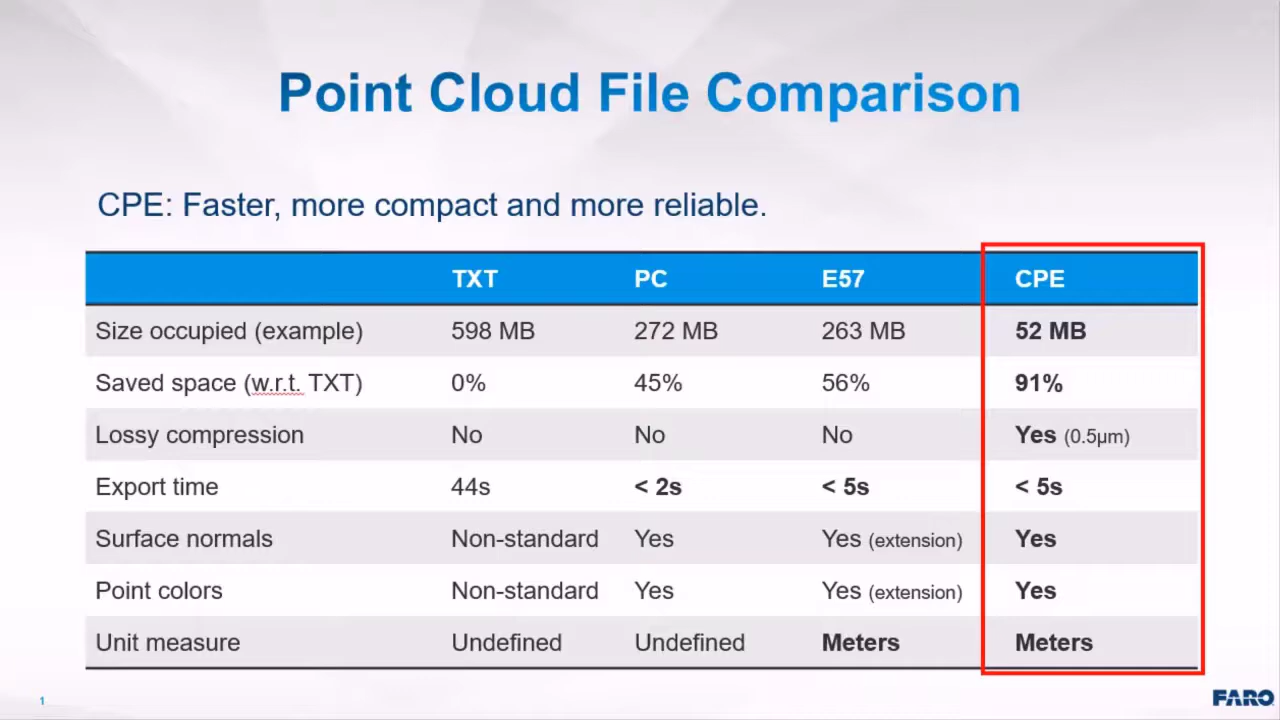 Point Cloud File Comparison
CPE: Faster, more compact and more reliable.
TXT PC E57 CPE
Size occupied (example) 598 MB 272 MB 263 MB 52 MB
Saved space (w.r.t. TXT) 0% 45% 56% 91%
Lossy compression No No No Yes (0.5µm)
Export time 44s < 2s < 5s < 5s
Surface normals Non-standard Yes Yes (extension) Yes
Point colors Non-standard Yes Yes (extension) Yes
Unit measure Undefined Undefined Meters Meters
1
FARO